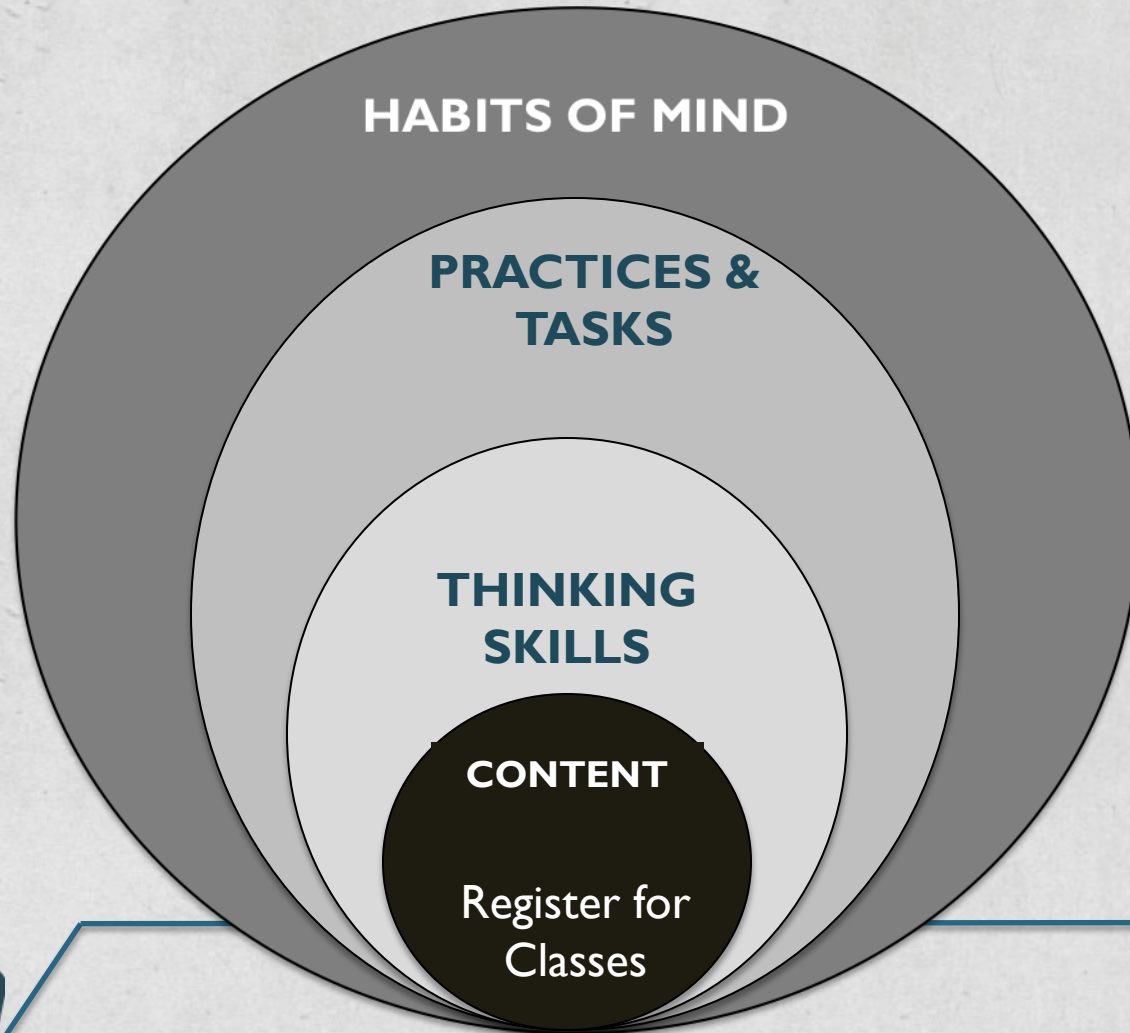 HABITS OF MIND
PRACTICES &
TASKS
THINKING
SKILLS
CONTENT
Register for
Classes